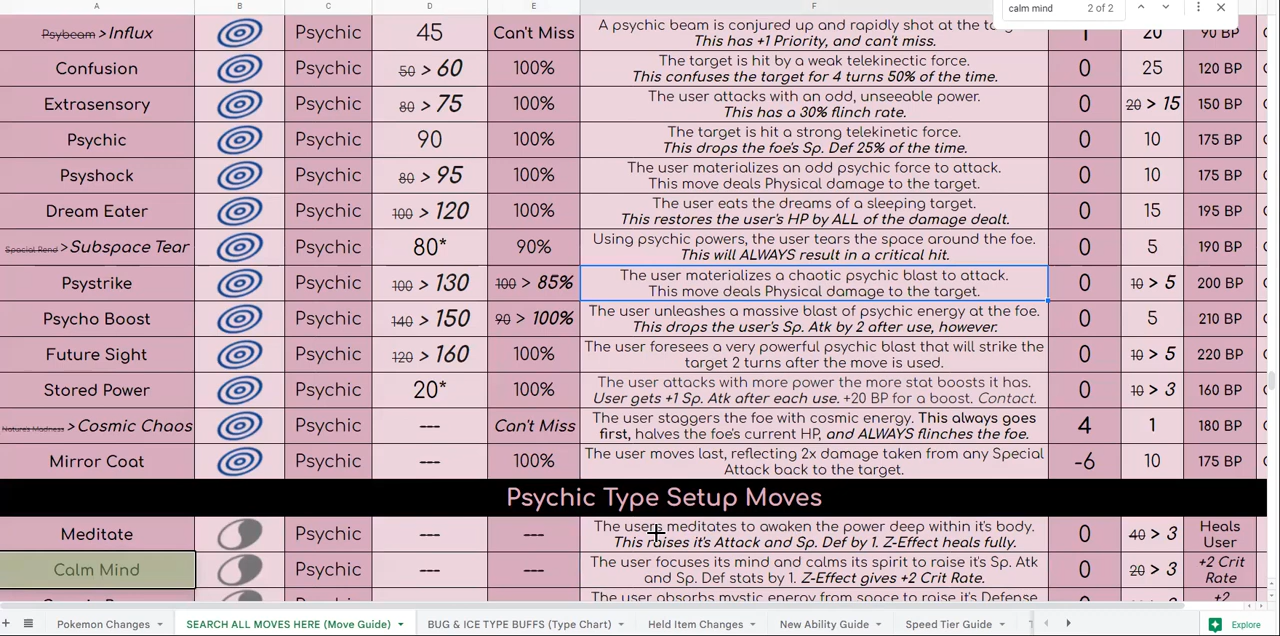 A B C D E F
calm mind 2 of 2
Psybeam > Influx Psychic 45 Can't Miss A psychic beam is conjured up and rapidly shot at the
This has +1 Priority, and can't miss. 1 20 90 BP
Confusion Psychic 50 > 60 100% The target is hit by a weak telekinectic force.
This confuses the target for 4 turns 50% of the time. 0 25 120 BP
Extrasensory Psychic 80 > 75 100% The user attacks with an odd, unseeable power.
This has a 30% flinch rate. 0 20 > 15 150 BP
Psychic Psychic 90 100% The target is hit a strong telekinetic force.
This drops the foe's Sp. Def 25% of the time. 0 10 175 BP
Psyshock Psychic 80 > 95 100% The user materializes an odd psychic force to attack.
This move deals Physical damage to the target. 0 10 175 BP
Dream Eater Psychic 100 > 120 100% The user eats the dreams of a sleeping target.
This restores the user's HP by ALL of the damage dealt. 0 15 195 BP
Spacial Rend > Subspace Tear Psychic 80* 90% Using psychic powers, the user tears the space around the foe.
This will ALWAYS result in a critical hit. 0 5 190 BP
Psystrike Psychic 100 > 130 100 > 85% The user materializes a chaotic psychic blast to attack.
This move deals Physical damage to the target. 0 10 > 5 200 BP
Psycho Boost Psychic 140 > 150 90 > 100% The user unleashes a massive blast of psychic energy at the foe.
This drops the user's Sp. Atk by 2 after use, however. 0 5 210 BP
Future Sight Psychic 120 > 160 100% The user foresees a very powerful psychic blast that will strike the
target 2 turns after the move is used. 0 10 > 5 220 BP
Stored Power Psychic 20* 100% The user attacks with more power the more stat boosts it has.
User gets +1 Sp. Atk after each use. +20 BP for a boost. Contact. 0 10 > 3 160 BP
Nature's Madness > Cosmic Chaos Psychic --- Can't Miss The user staggers the foe with cosmic energy. This always goes
first, halves the foe's current HP, and ALWAYS flinches the foe. 4 1 180 BP
Mirror Coat Psychic --- 100% The user moves last, reflecting 2x damage taken from any Special
Attack back to the target. -6 10 175 BP
Psychic Type Setup Moves
Meditate Psychic --- --- The users meditates to awaken the power deep within it's body.
This raises it's Attack and Sp. Def by 1. Z-Effect heals fully. 0 40 > 3 Heals User
Calm Mind Psychic --- --- The user focuses its mind and calms its spirit to raise its Sp. Atk
and Sp. Def stats by 1. Z-Effect gives +2 Crit Rate. 0 20 > 3 +2 Crit Rate
The user absorbs mystic energy from space to raise its Defense +2
Pokemon Changes SEARCH ALL MOVES HERE (Move Guide) BUG & ICE TYPE BUFFS (Type Chart) Held Item Changes New Ability Guide Speed Tier Guide Explore